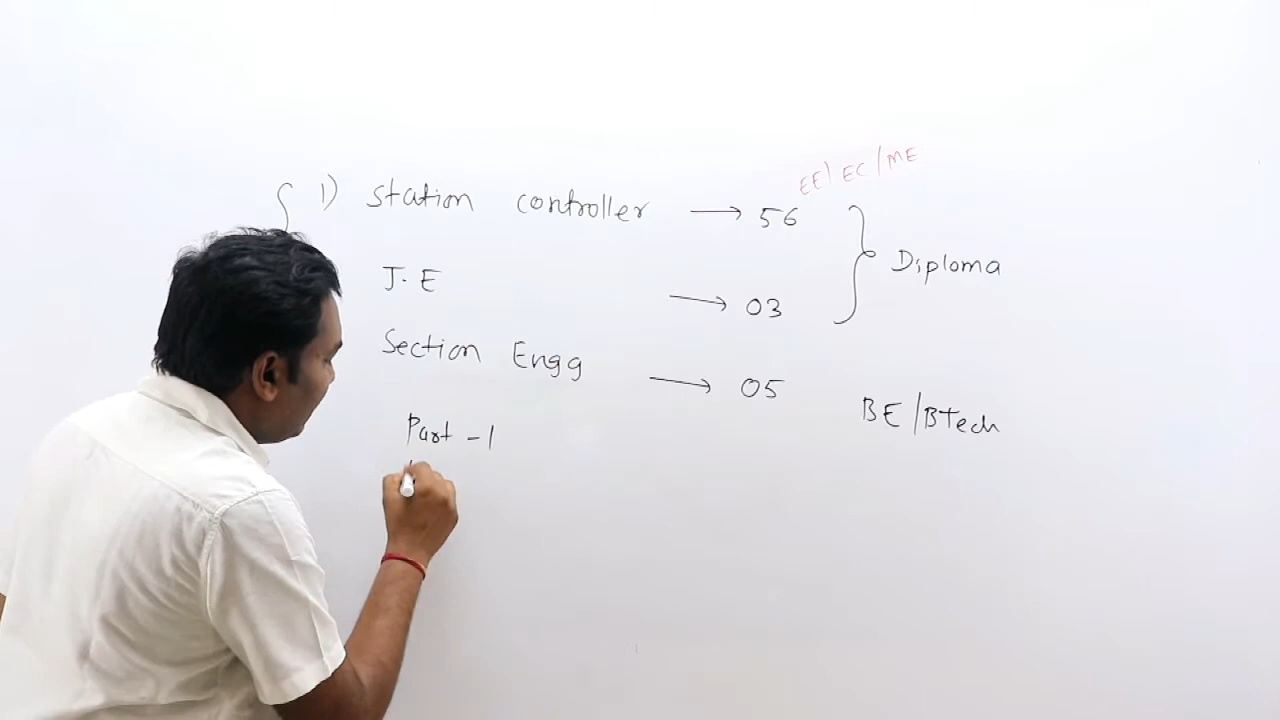 EE/ EC/ME
1) Station controller → 56
J.E → 03
Diploma
Section Engg → 05
BE/BTech
Part -1